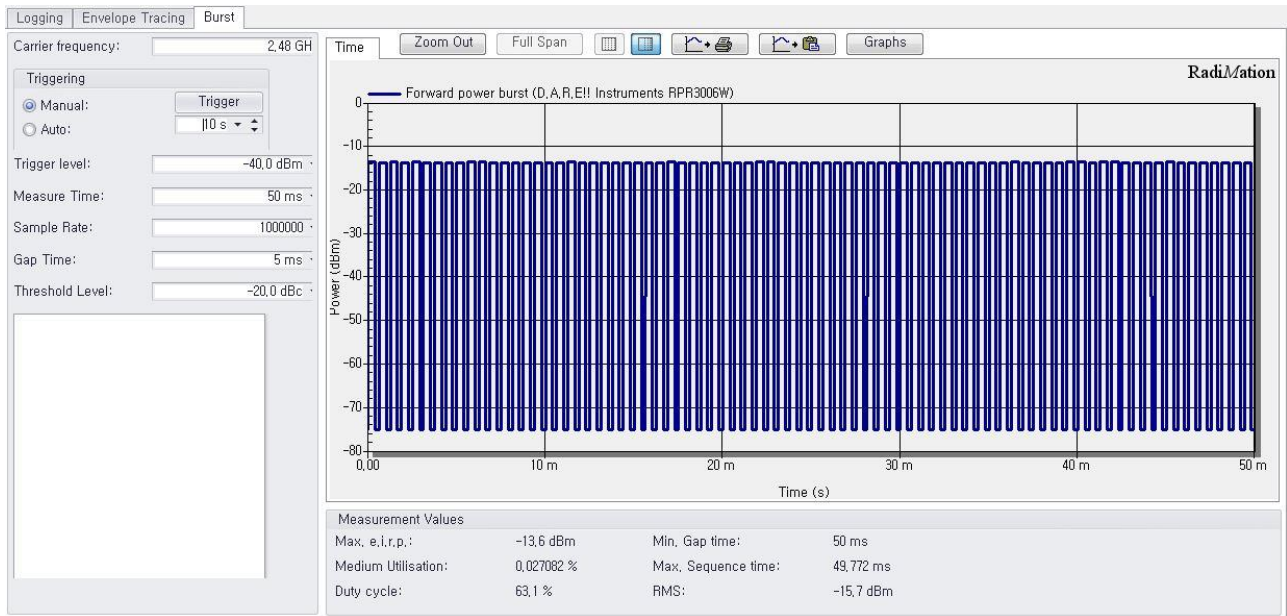 Logging Envelope Tracing Burst
Carrier frequency: 2,48 GH
Triggering
Manual: Trigger
Auto: 10 s
Trigger level: -40,0 dBm
Measure Time: 50 ms
Sample Rate: 1000000
Gap Time: 5 ms
Threshold Level: -20,0 dBc
Time Zoom Out Full Span Graphs
RadiMation
Forward power burst (D,A,R,E!! Instruments RPR3006W)
0
-10
-20
-30
-40
-50
-60
-70
-80
Power (dBm)
0,00 10 m 20 m 30 m 40 m 50 m
Time (s)
Measurement Values
Max, e,i,r,p,: -13,6 dBm Min, Gap time: 50 ms
Medium Utilisation: 0,027082 % Max, Sequence time: 49,772 ms
Duty cycle: 63,1 % RMS: -15,7 dBm